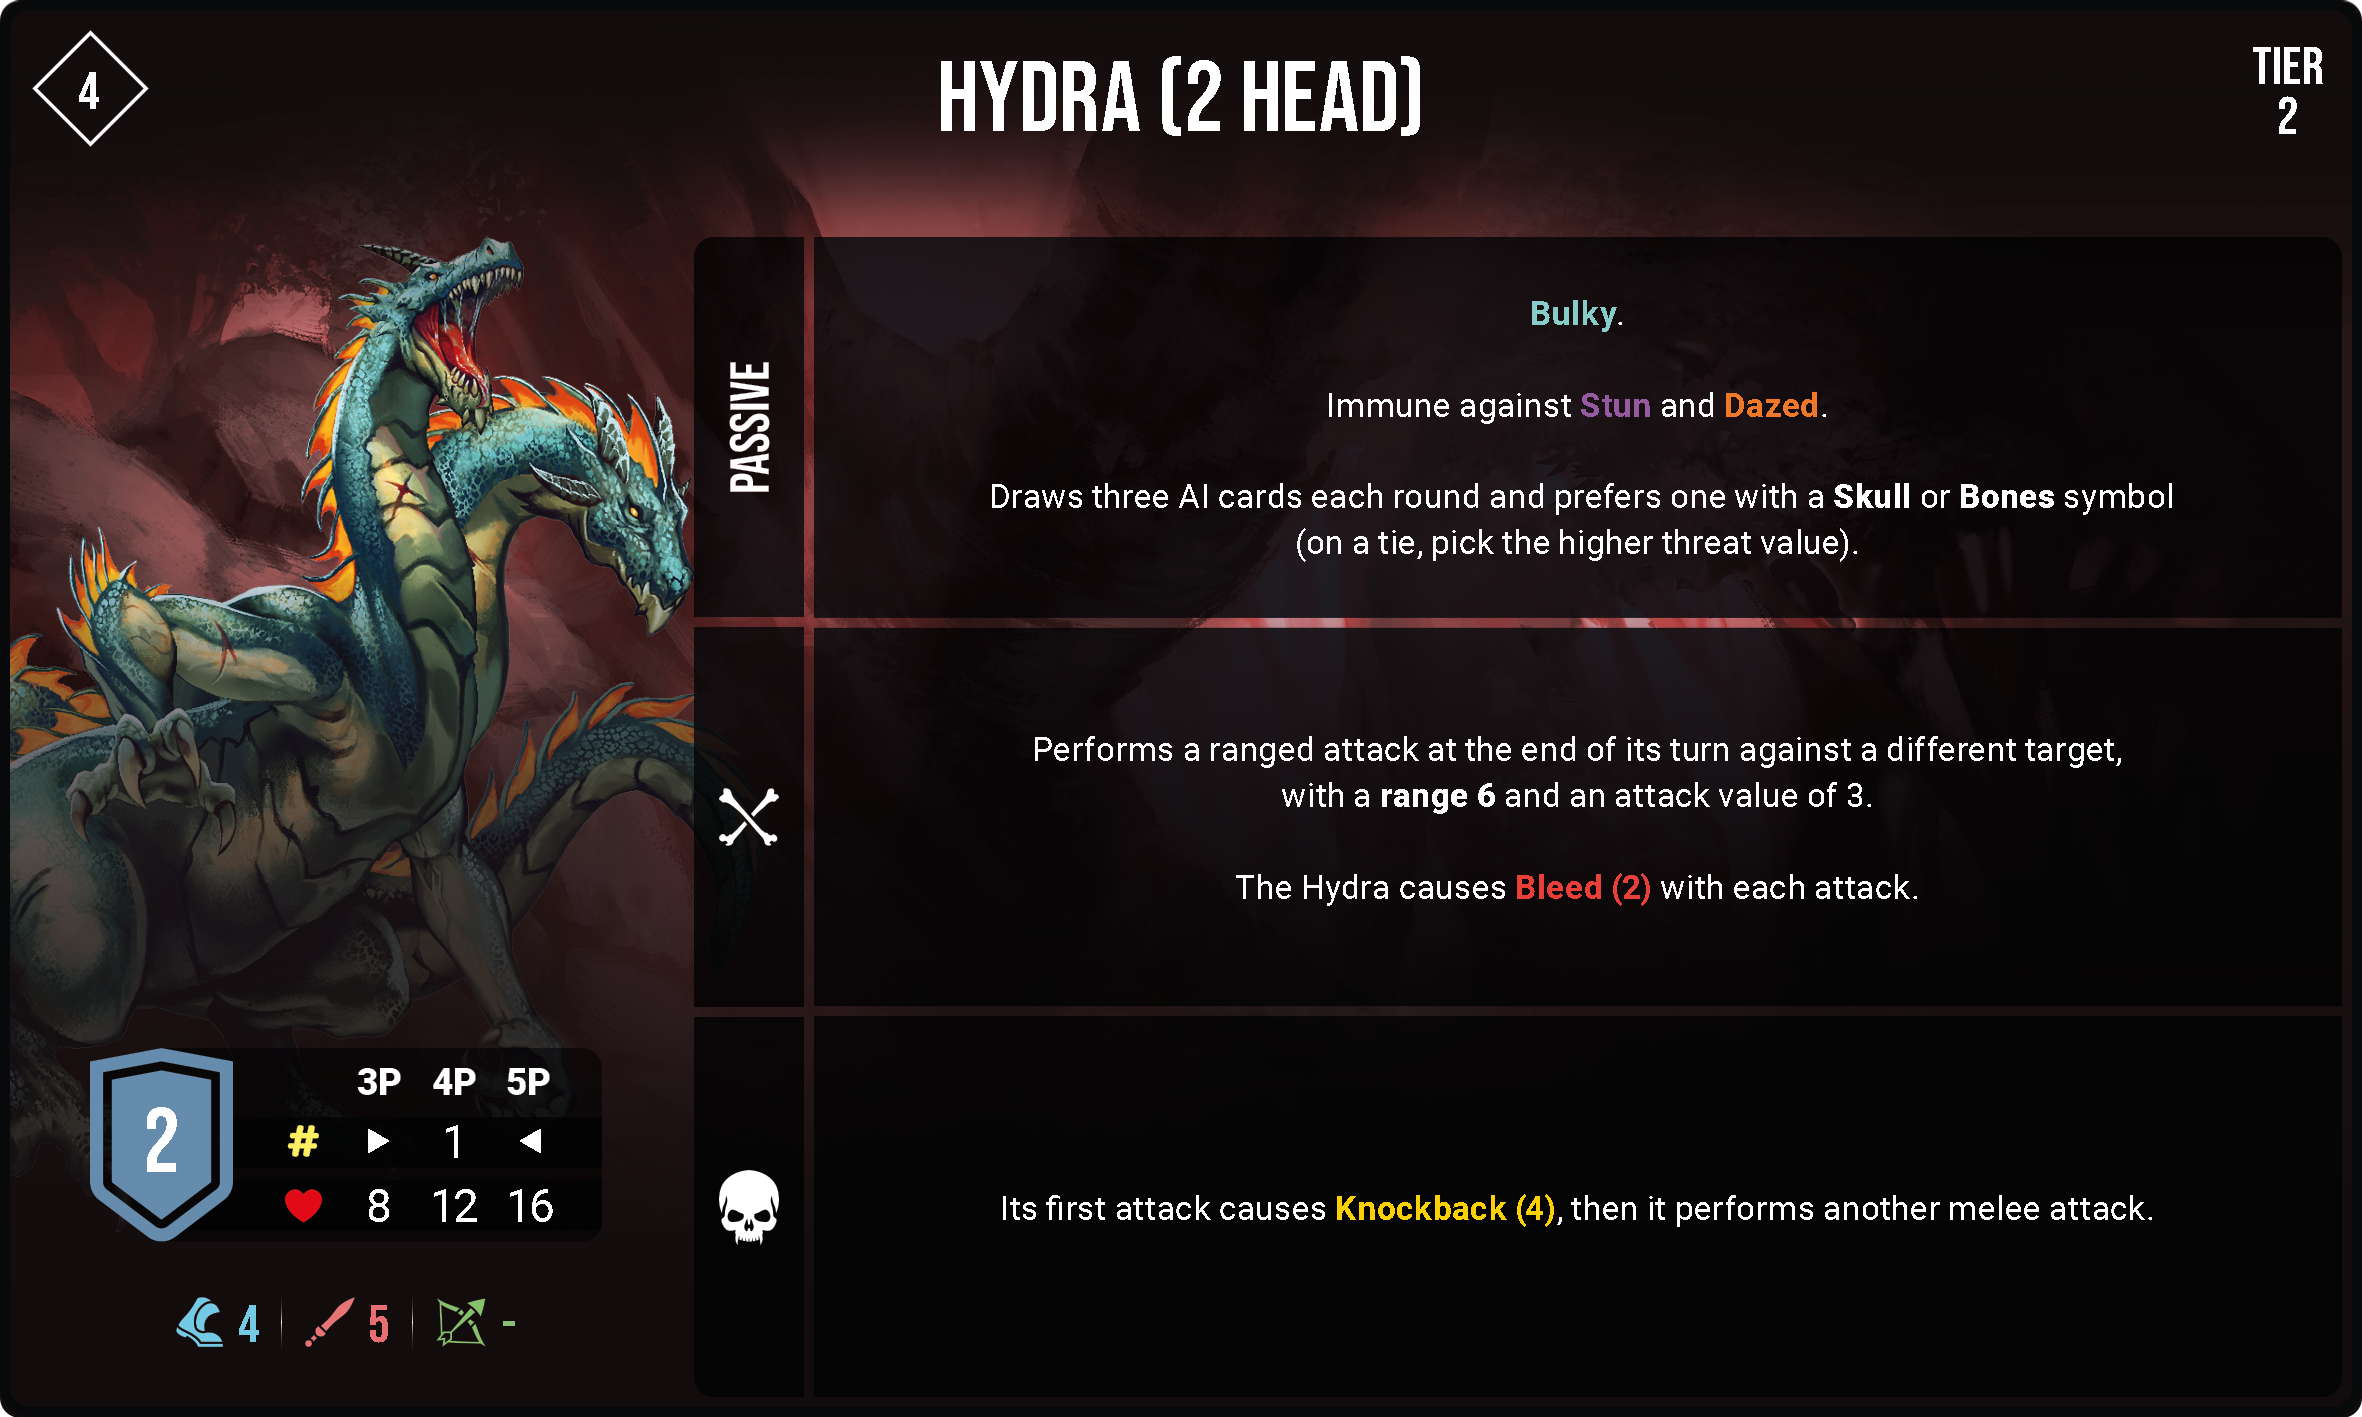 4
HYDRA (2 HEAD)
TIER
2
PASSIVE
Bulky.
Immune against Stun and Dazed.
Draws three AI cards each round and prefers one with a Skull or Bones symbol
(on a tie, pick the higher threat value).
Performs a ranged attack at the end of its turn against a different target,
with a range 6 and an attack value of 3.
The Hydra causes Bleed (2) with each attack.
Its first attack causes Knockback (4), then it performs another melee attack.
2
3P 4P 5P
# ▶ 1 ◀
8 12 16
4 5 -